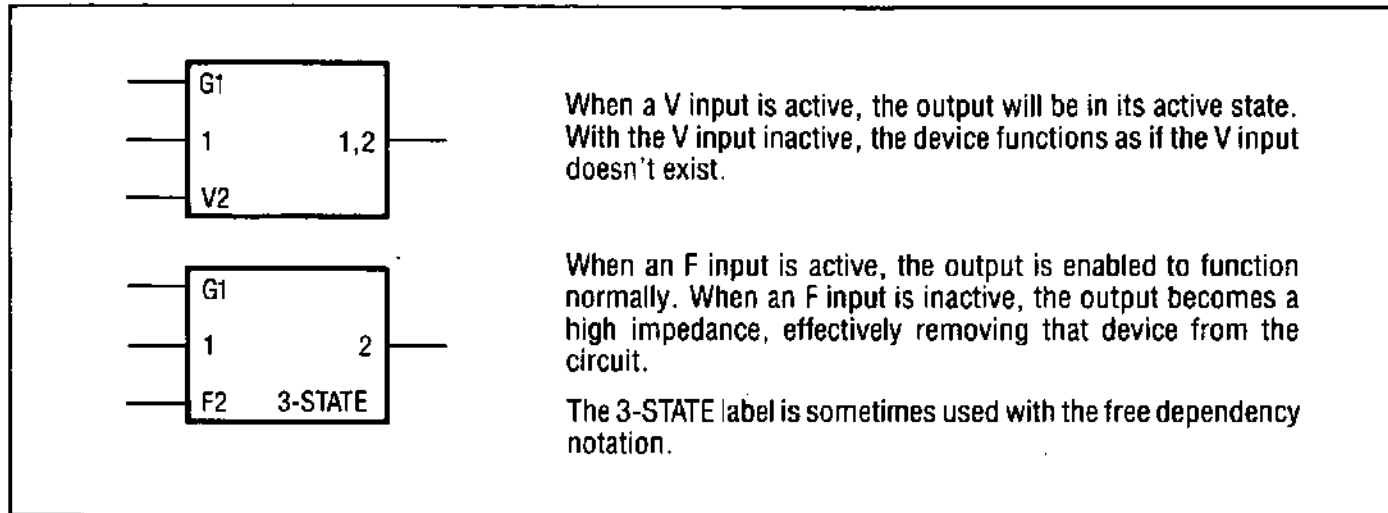 G1
1 1,2
V2
When a V input is active, the output will be in its active state.
With the V input inactive, the device functions as if the V input
doesn't exist.
G1
1 2
F2 3-STATE
When an F input is active, the output is enabled to function
normally. When an F input is inactive, the output becomes a
high impedance, effectively removing that device from the
circuit.
The 3-STATE label is sometimes used with the free dependency
notation.